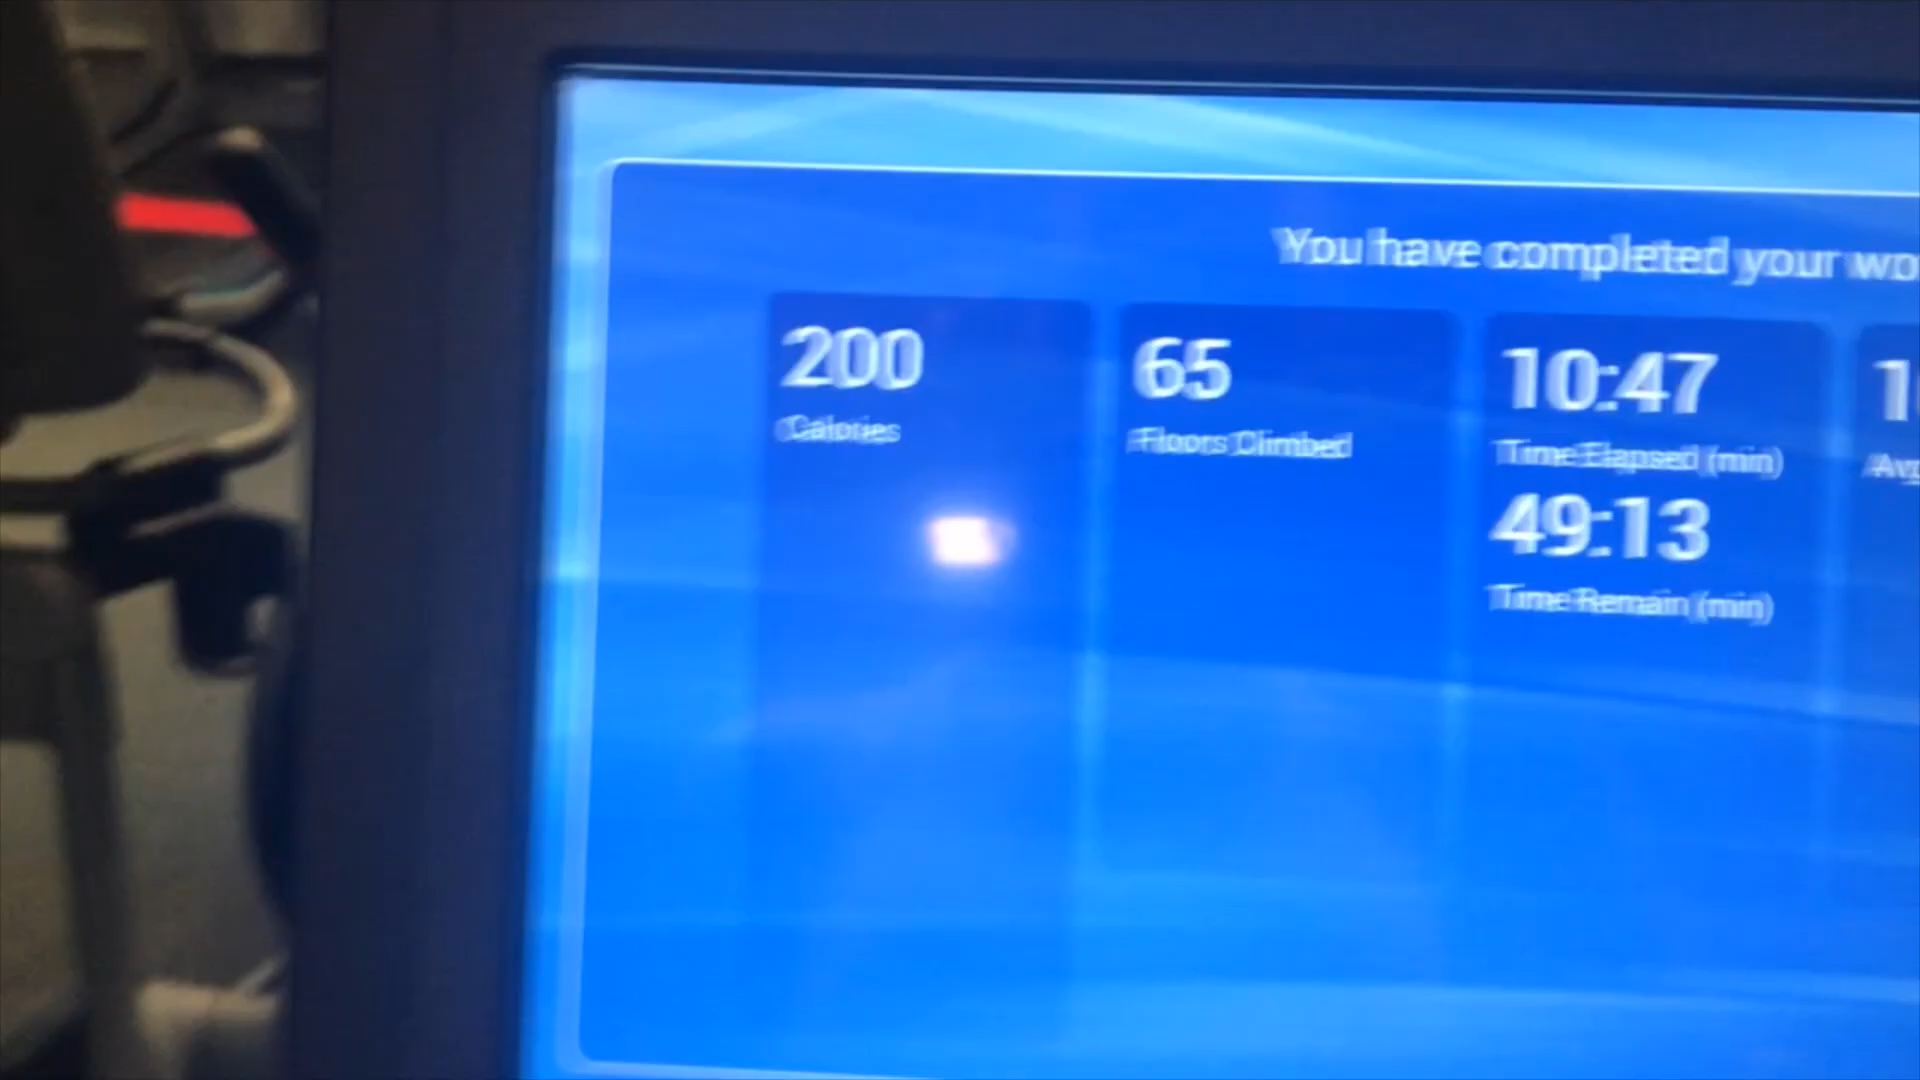 You have completed your wo
200
Calories
65
Floors Climbed
10:47
Time Elapsed (min)
49:13
Time Remain (min)
Avg